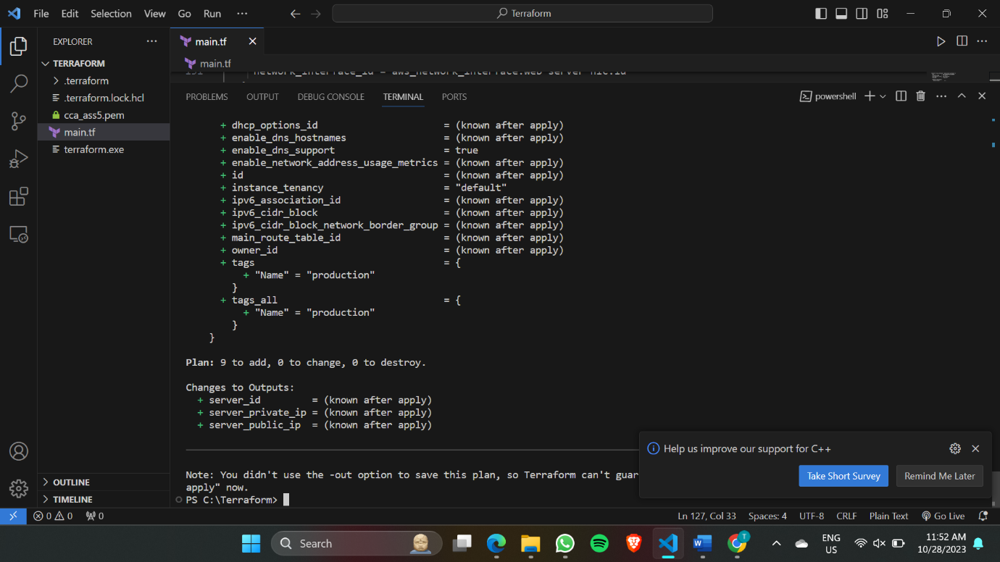 File Edit Selection View Go Run ··· Terraform
EXPLORER ···
TERRAFORM
.terraform
.terraform.lock.hcl
cca_ass5.pem
main.tf
terraform.exe
OUTLINE
TIMELINE
main.tf
main.tf
network_interface_id = aws_network_interface.web-server-nic.id
PROBLEMS OUTPUT DEBUG CONSOLE TERMINAL PORTS powershell
+ dhcp_options_id = (known after apply)
+ enable_dns_hostnames = (known after apply)
+ enable_dns_support = true
+ enable_network_address_usage_metrics = (known after apply)
+ id = (known after apply)
+ instance_tenancy = "default"
+ ipv6_association_id = (known after apply)
+ ipv6_cidr_block = (known after apply)
+ ipv6_cidr_block_network_border_group = (known after apply)
+ main_route_table_id = (known after apply)
+ owner_id = (known after apply)
+ tags = {
+ "Name" = "production"
}
+ tags_all = {
+ "Name" = "production"
}
}
Plan: 9 to add, 0 to change, 0 to destroy.
Changes to Outputs:
+ server_id = (known after apply)
+ server_private_ip = (known after apply)
+ server_public_ip = (known after apply)
Note: You didn't use the -out option to save this plan, so Terraform can't guar
apply" now.
PS C:\Terraform>
Help us improve our support for C++
Take Short Survey Remind Me Later
0 0 0 Ln 127, Col 33 Spaces: 4 UTF-8 CRLF Plain Text Go Live
Search
T
ENG
US
11:52 AM
10/28/2023